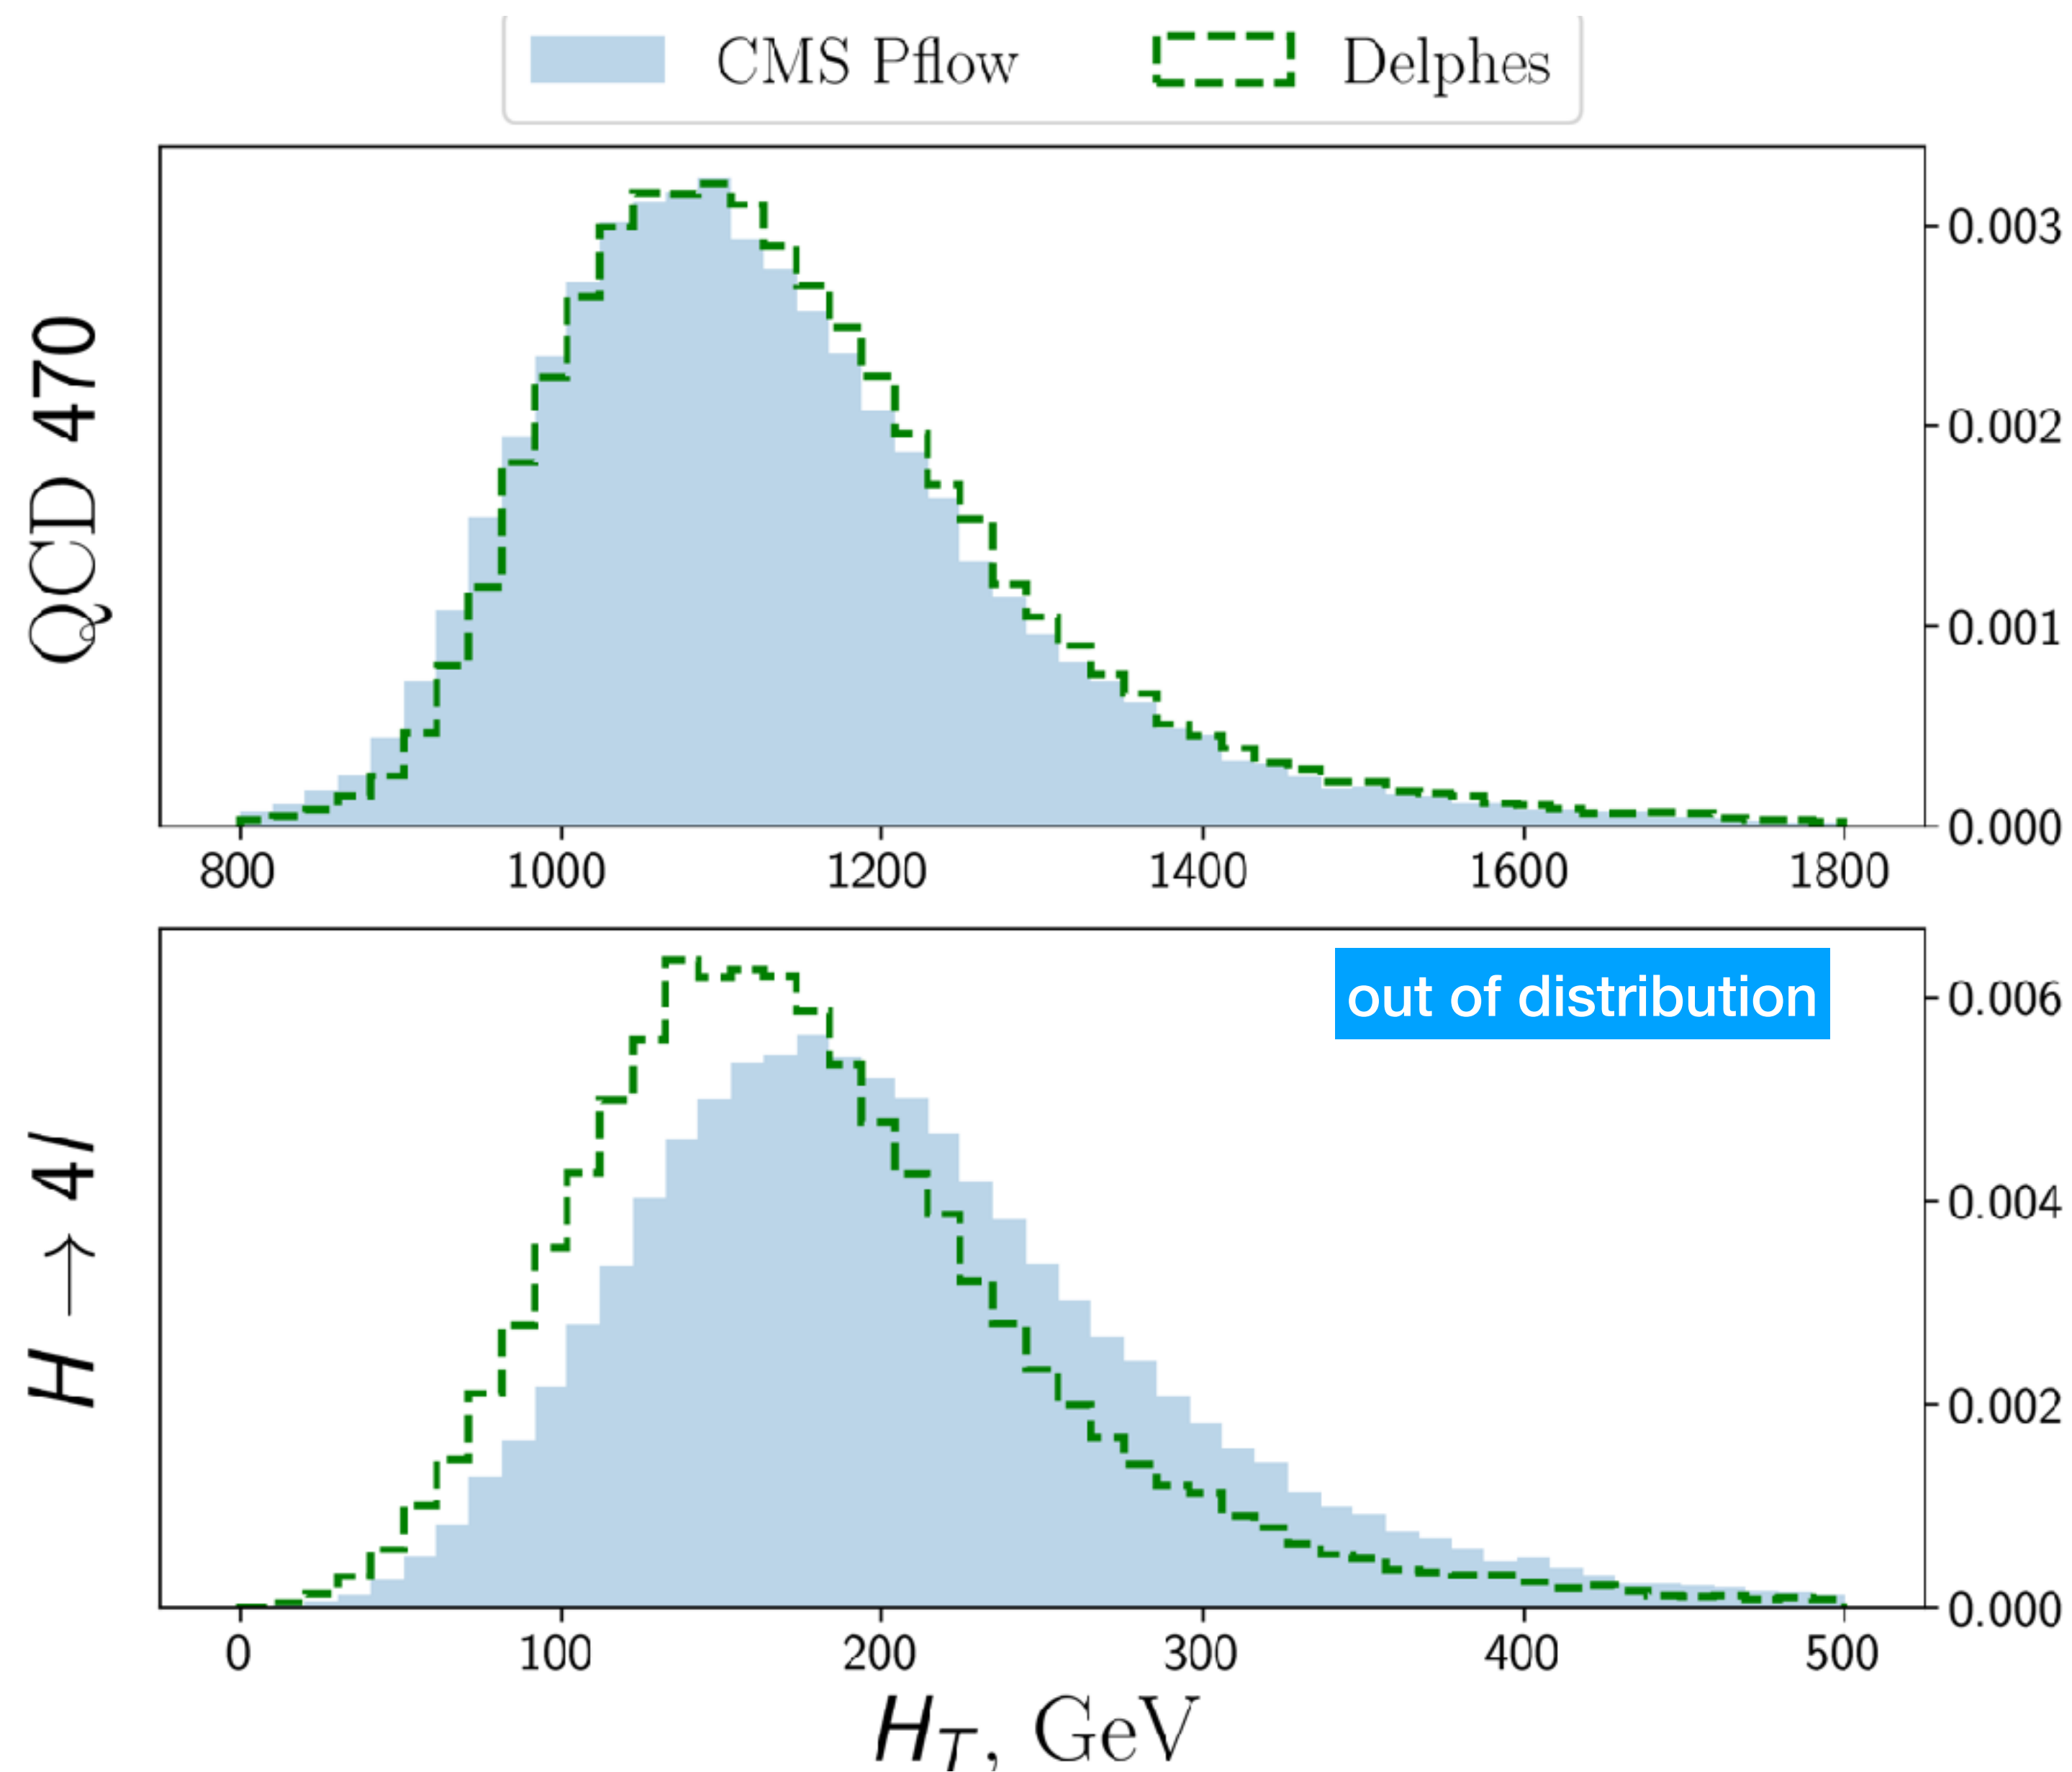 CMS Pflow Delphes
QCD 470
0.003
0.002
0.001
0.000
800 1000 1200 1400 1600 1800
H → 4l
out of distribution
0.006
0.004
0.002
0.000
0 100 200 300 400 500
H_T, GeV